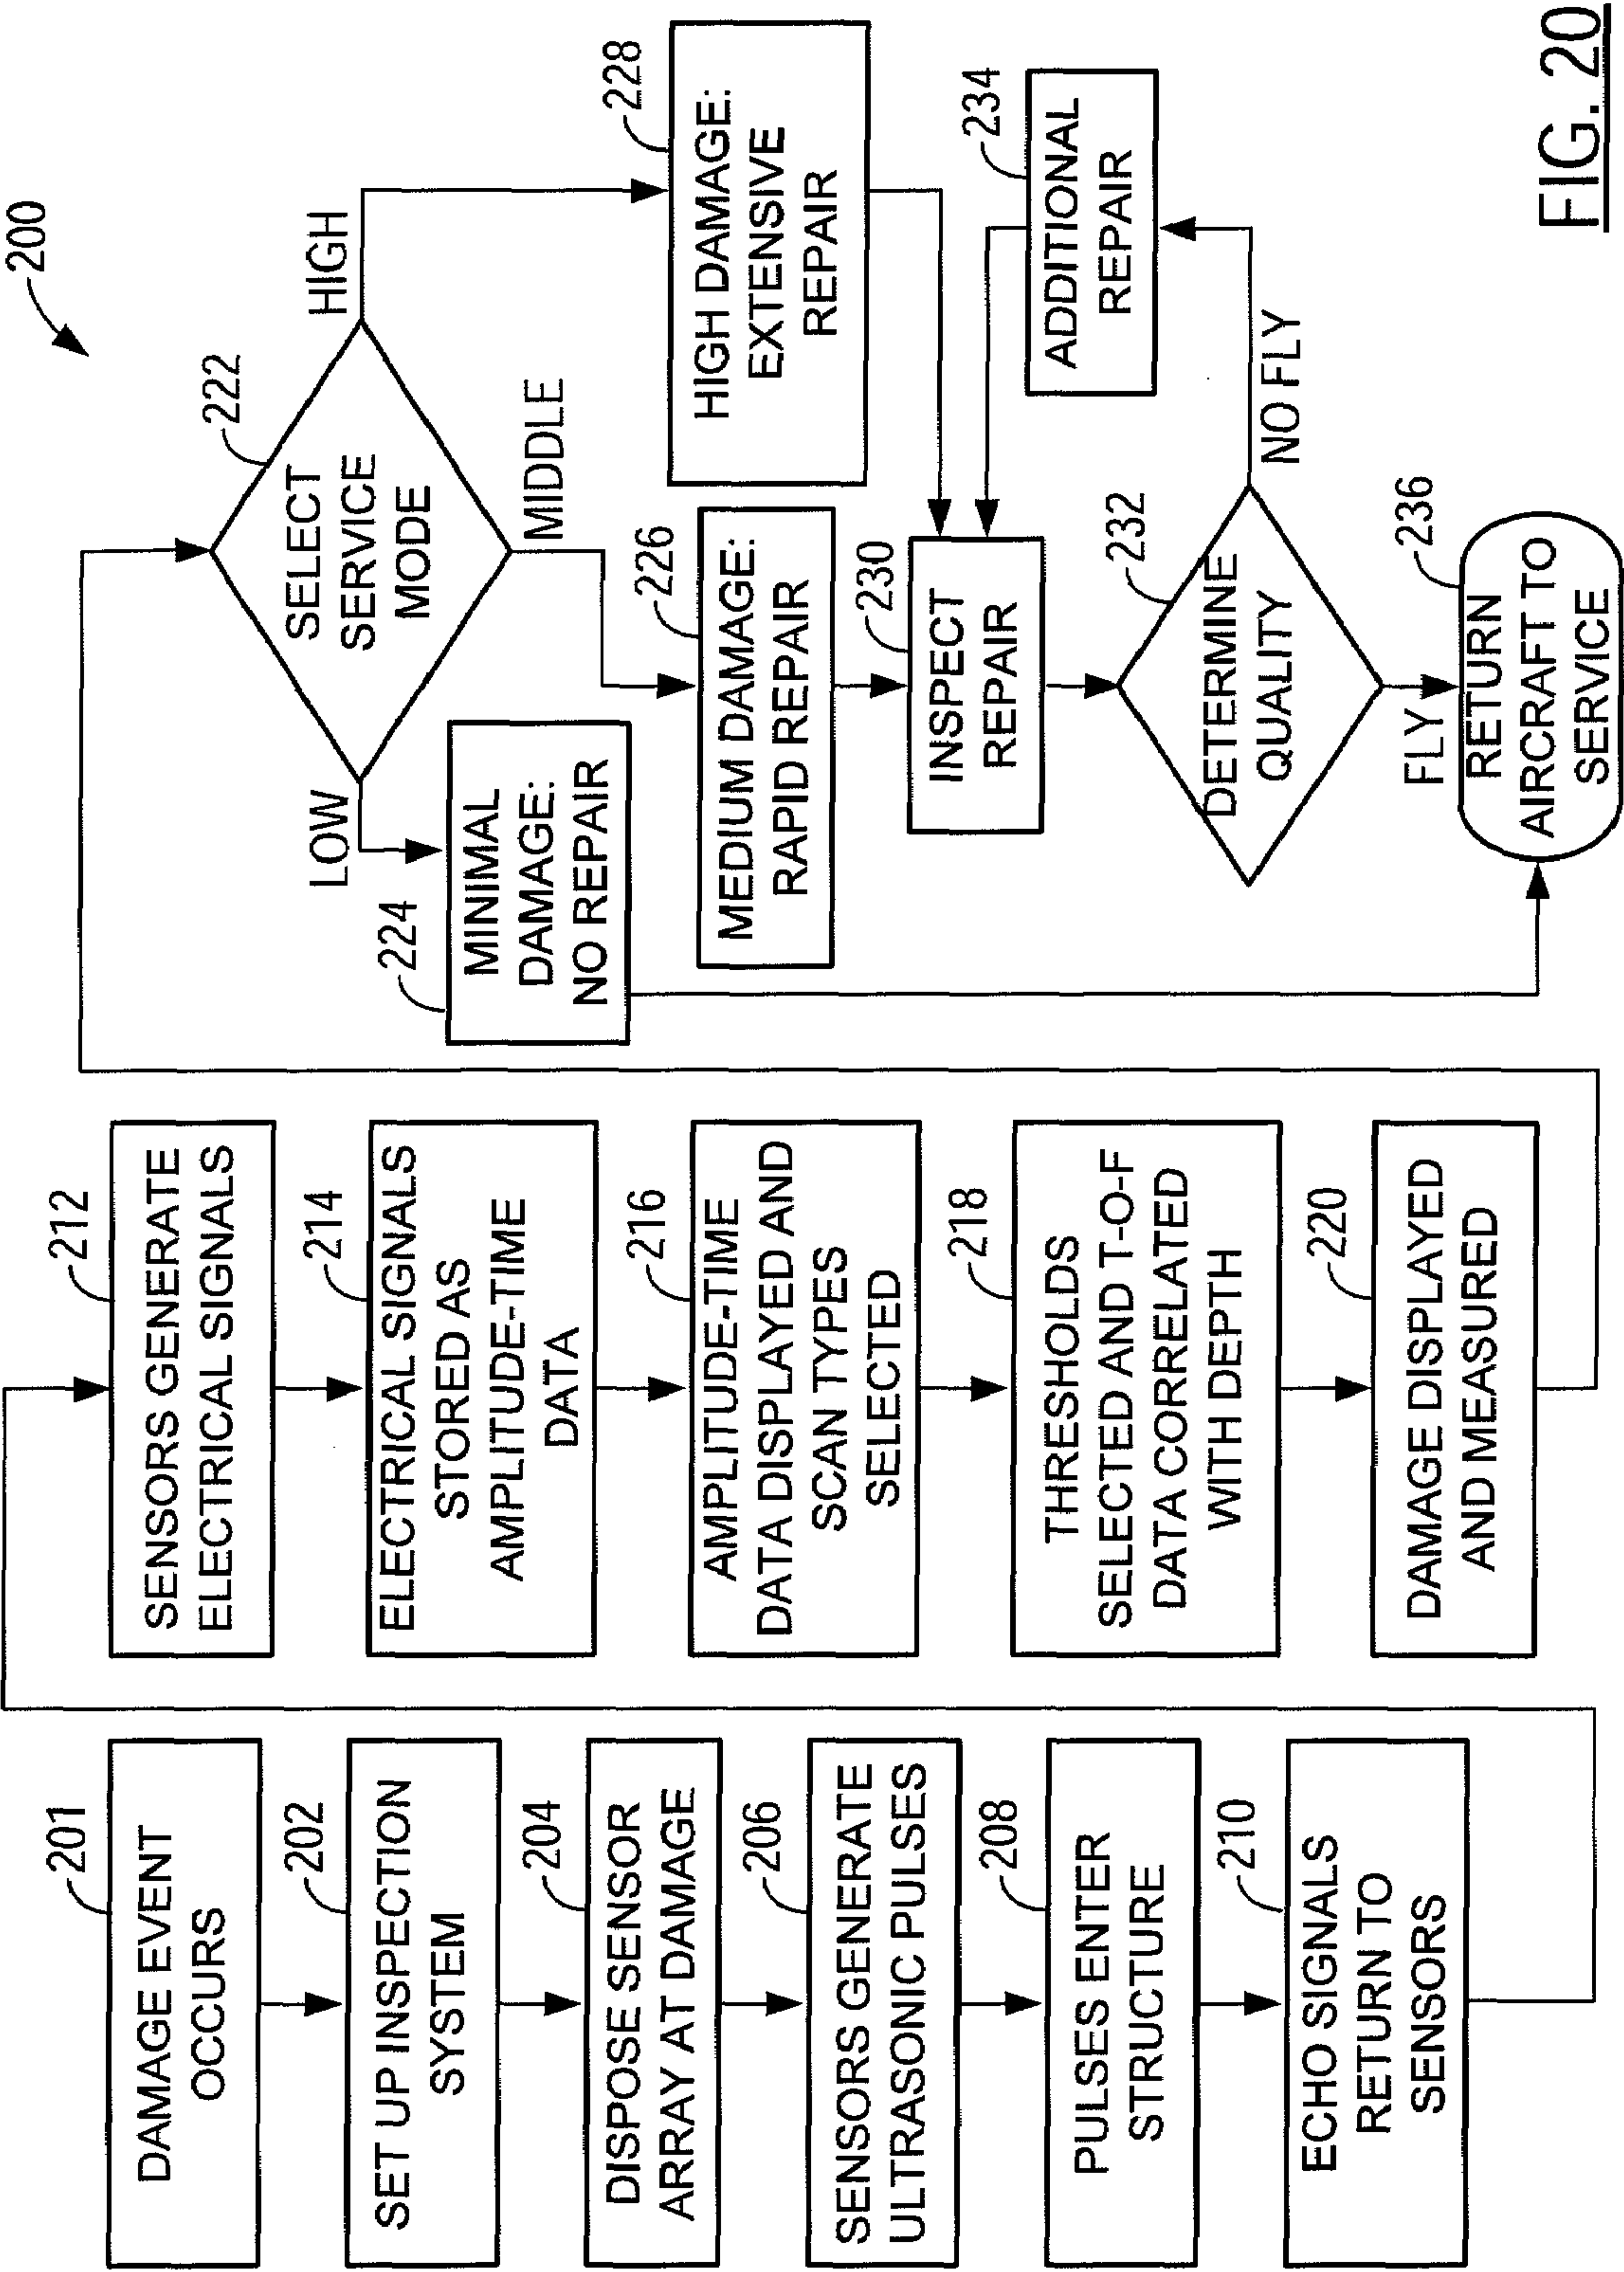 200
201
DAMAGE EVENT
OCCURS
202
SET UP INSPECTION
SYSTEM
204
DISPOSE SENSOR
ARRAY AT DAMAGE
206
SENSORS GENERATE
ULTRASONIC PULSES
208
PULSES ENTER
STRUCTURE
210
ECHO SIGNALS
RETURN TO
SENSORS
212
SENSORS GENERATE
ELECTRICAL SIGNALS
214
ELECTRICAL SIGNALS
STORED AS
AMPLITUDE-TIME
DATA
216
AMPLITUDE-TIME
DATA DISPLAYED AND
SCAN TYPES
SELECTED
218
THRESHOLDS
SELECTED AND T-O-F
DATA CORRELATED
WITH DEPTH
220
DAMAGE DISPLAYED
AND MEASURED
222
SELECT
SERVICE
MODE
LOW
HIGH
MIDDLE
224
MINIMAL
DAMAGE:
NO REPAIR
226
MEDIUM DAMAGE:
RAPID REPAIR
228
HIGH DAMAGE:
EXTENSIVE
REPAIR
230
INSPECT
REPAIR
232
DETERMINE
QUALITY
NO FLY
234
ADDITIONAL
REPAIR
FLY
236
RETURN
AIRCRAFT TO
SERVICE
FIG. 20